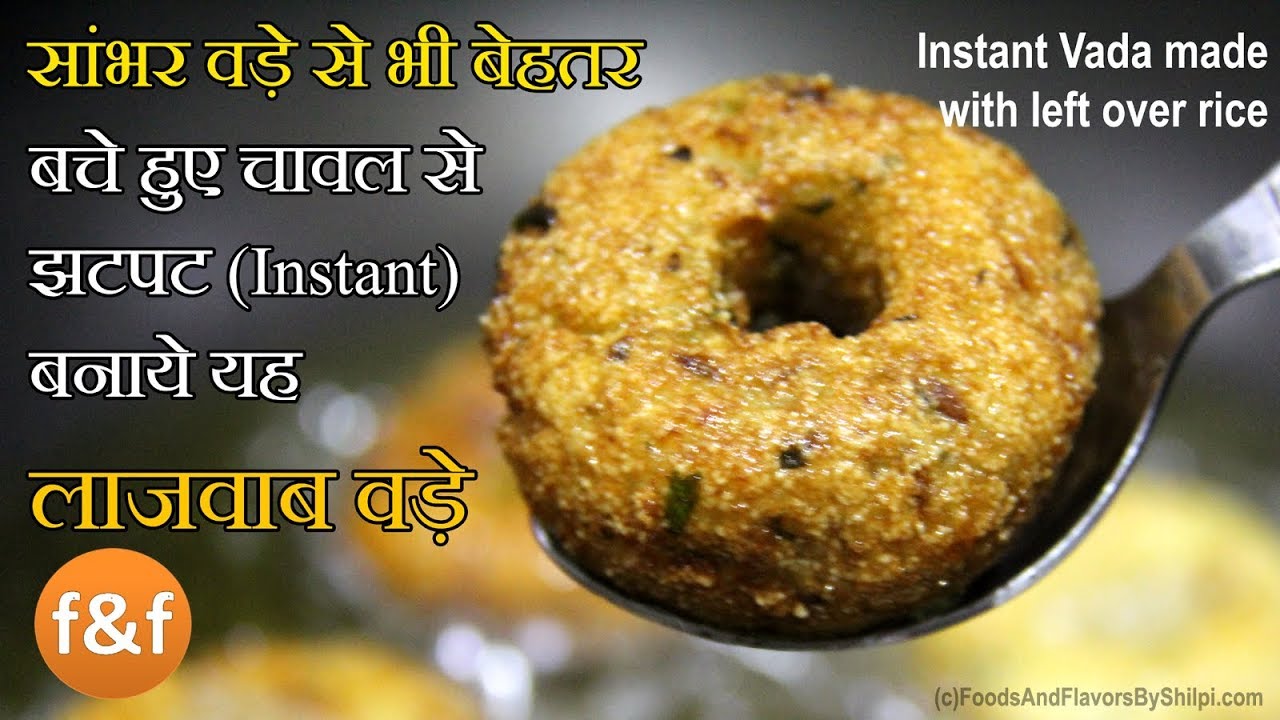 सांभर वड़े से भी बेहतर
बचे हुए चावल से
झटपट (Instant)
बनाये यह
लाजवाब वड़े
f&f
Instant Vada made
with left over rice
(c)FoodsAndFlavorsByShilpi.com